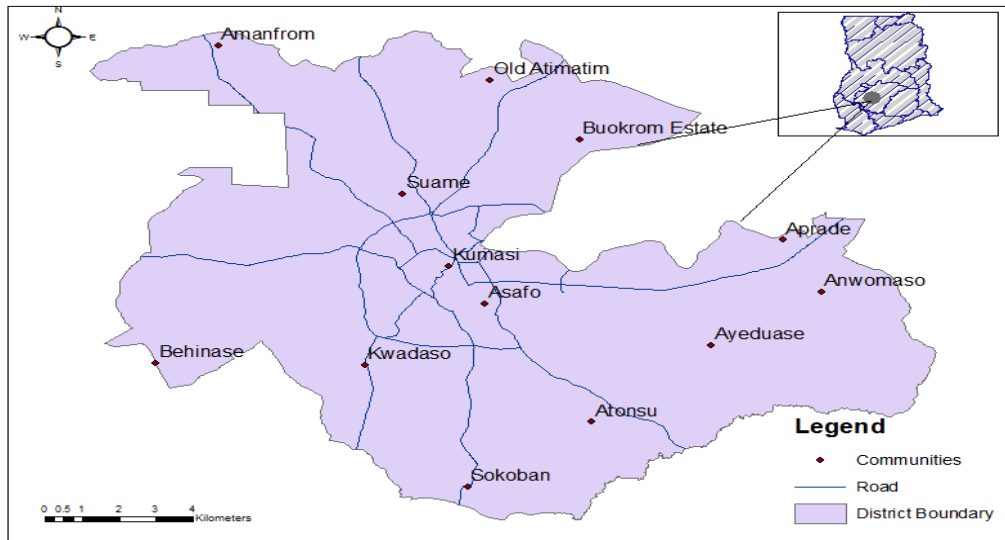 N
W E
S
Amanfrom
Old Atimatim
Buokrom Estate
Suame
Aprade
Kumasi
Anwomaso
Asafo
Ayeduase
Behinase
Kwadaso
Atonsu
Legend
Communities
Sokoban
Road
0 0.5 1 2 3 4
Kilometers
District Boundary